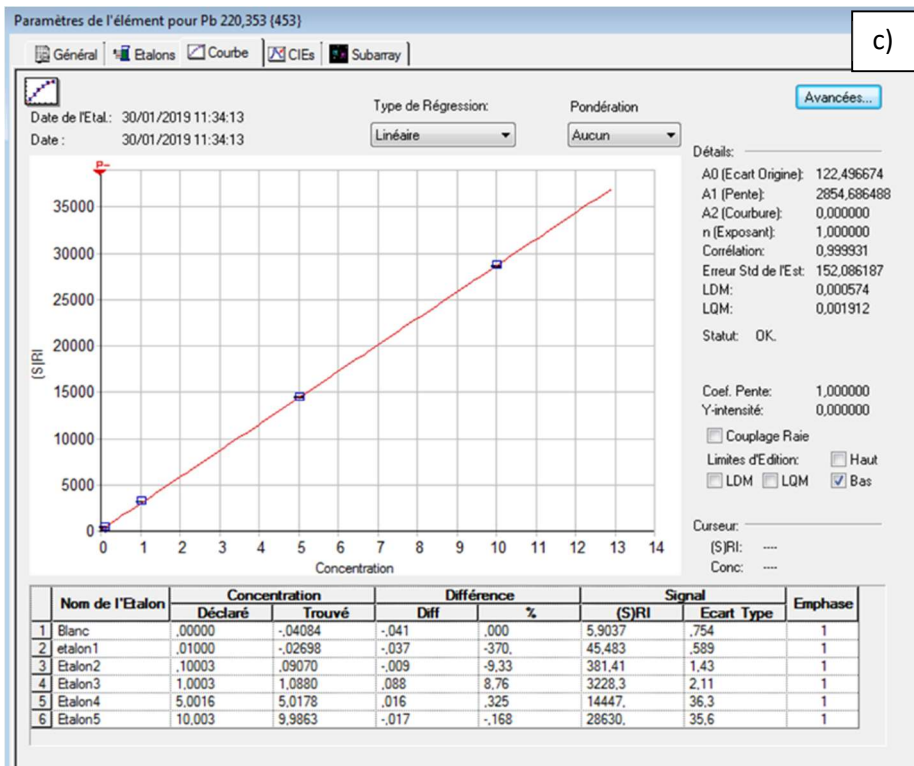 Paramètres de l'élément pour Pb 220,353 {453}
c)
Général Etalons Courbe CIEs Subarray
Avancées...
Date de l'Etal.: 30/01/2019 11:34:13
Date : 30/01/2019 11:34:13
Type de Régression:
Linéaire
Pondération
Aucun
Détails:
A0 (Ecart Origine): 122,496674
A1 (Pente): 2854,686488
A2 (Courbure): 0,000000
n (Exposant): 1,000000
Corrélation: 0,999931
Erreur Std de l'Est: 152,086187
LDM: 0,000574
LQM: 0,001912
Statut: OK.
Coef. Pente: 1,000000
Y-intensité: 0,000000
Couplage Raie
Limites d'Edition: Haut
LDM LQM Bas
Curseur:
(S)RI: ----
Conc: ----
P-
35000
30000
25000
20000
15000
10000
5000
0
(S)RI
0 1 2 3 4 5 6 7 8 9 10 11 12 13 14
Concentration
Nom de l'Etalon Concentration Différence Signal Emphase
Déclaré Trouvé Diff % (S)RI Ecart Type
1 Blanc ,00000 -,04084 -,041 ,000 5,9037 ,754 1
2 etalon1 ,01000 -,02698 -,037 -370, 45,483 ,589 1
3 Etalon2 ,10003 ,09070 -,009 -9,33 381,41 1,43 1
4 Etalon3 1,0003 1,0880 ,088 8,76 3228,3 2,11 1
5 Etalon4 5,0016 5,0178 ,016 ,325 14447, 36,3 1
6 Etalon5 10,003 9,9863 -,017 -,168 28630, 35,6 1